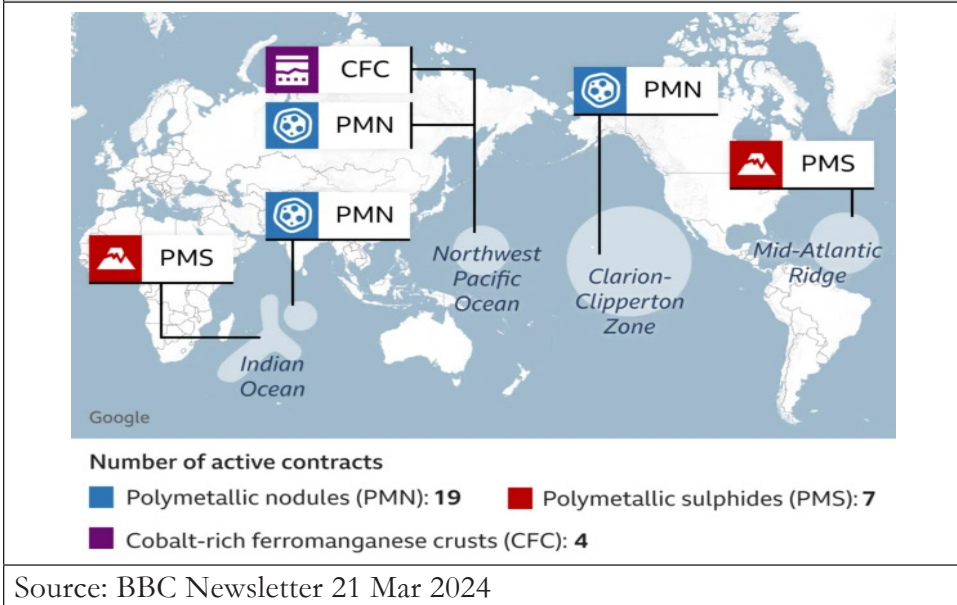 CFC
PMN
PMN
PMS
PMN
PMS
Northwest
Pacific
Ocean
Clarion-
Clipperton
Zone
Mid-Atlantic
Ridge
Indian
Ocean
Google
Number of active contracts
Polymetallic nodules (PMN): 19
Polymetallic sulphides (PMS): 7
Cobalt-rich ferromanganese crusts (CFC): 4
Source: BBC Newsletter 21 Mar 2024